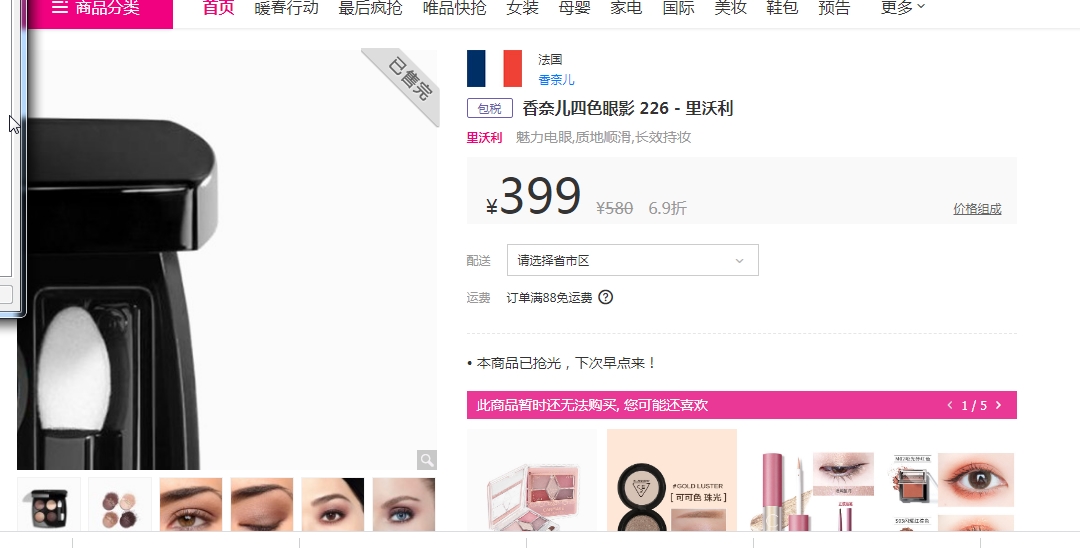 商品分类 首页 暖春行动 最后疯抢 唯品快抢 女装 母婴 家电 国际 美妆 鞋包 预告 更多
已售完
法国
香奈儿
包税 香奈儿四色眼影 226 - 里沃利
里沃利 魅力电眼,质地顺滑,长效持妆
¥399 ¥580 6.9折 价格组成
配送 请选择省市区
运费 订单满88免运费 ?
• 本商品已抢光，下次早点来！
此商品暂时还无法购买, 您可能还喜欢 < 1 / 5 >
#GOLD LUSTER
[ 可可色 珠光 ]